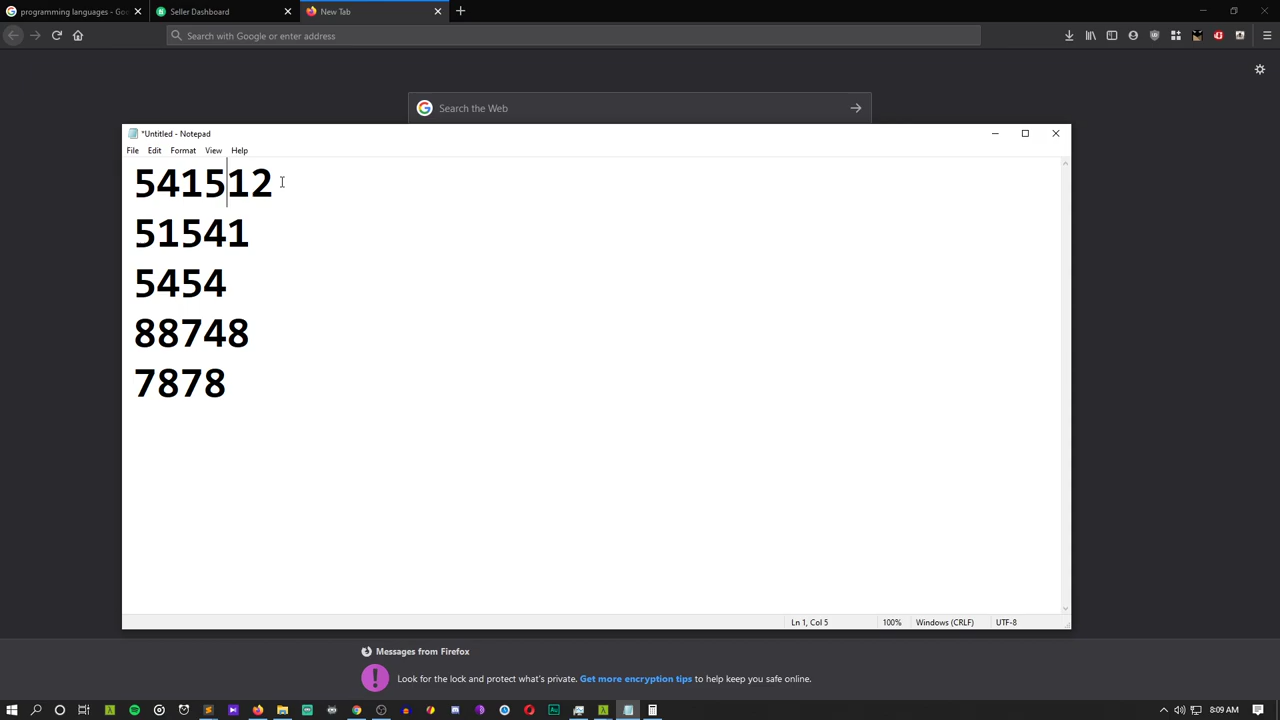 programming languages - Goo
Seller Dashboard
New Tab
Search with Google or enter address
Search the Web
*Untitled - Notepad
File Edit Format View Help
541512
51541
5454
88748
7878
Ln 1, Col 5 100% Windows (CRLF) UTF-8
Messages from Firefox
Look for the lock and protect what's private. Get more encryption tips to help keep you safe online.
8:09 AM